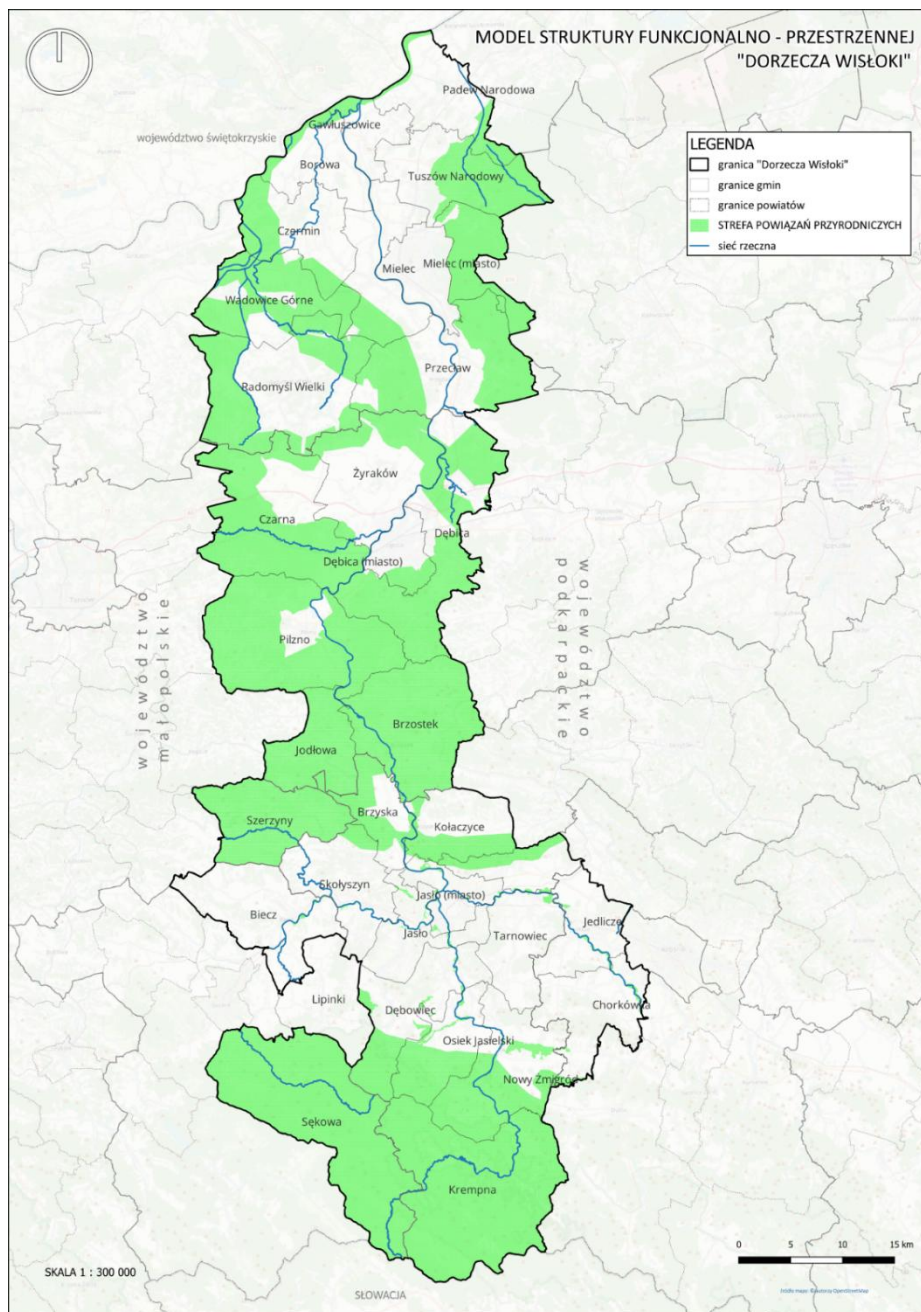 MODEL STRUKTURY FUNKCJONALNO - PRZESTRZENNEJ
"DORZECZA WISŁOKI"
LEGENDA
granica "Dorzecza Wisłoki"
granice gmin
granice powiatów
STREFA POWIĄZAŃ PRZYRODNICZYCH
sieć rzeczna
województwo świętokrzyskie
Padew Narodowa
Gawłuszowice
Borowa
Tuszów Narodowy
Czermin
Mielec
Mielec (miasto)
Wadowice Górne
Przecław
Radomyśl Wielki
Żyraków
Czarna
Dębica
Dębica (miasto)
województwo
małopolskie
województwo
podkarpackie
Pilzno
Brzostek
Jodłowa
Brzyska
Szerzyny
Kołaczyce
Skołyszyn
Jasło (miasto)
Biecz
Jasło
Tarnowiec
Jedlicze
Lipinki
Dębowiec
Chorkówka
Osiek Jasielski
Nowy Żmigród
Sękowa
Krempna
0 5 10 15 km
SKALA 1 : 300 000
SŁOWACJA